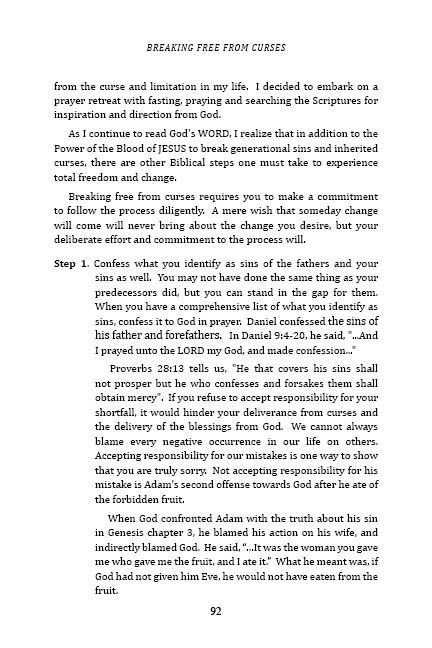 BREAKING FREE FROM CURSES
from the curse and limitation in my life.  I decided to embark on a
prayer retreat with fasting, praying and searching the Scriptures for
inspiration and direction from God.
As I continue to read God's WORD, I realize that in addition to the
Power of the Blood of JESUS to break generational sins and inherited
curses, there are other Biblical steps one must take to experience
total freedom and change.
Breaking free from curses requires you to make a commitment
to follow the process diligently.  A mere wish that someday change
will come will never bring about the change you desire, but your
deliberate effort and commitment to the process will.
Step 1. Confess what you identify as sins of the fathers and your
sins as well.  You may not have done the same thing as your
predecessors did, but you can stand in the gap for them.
When you have a comprehensive list of what you identify as
sins, confess it to God in prayer.  Daniel confessed the sins of
his father and forefathers.  In Daniel 9:4-20, he said, "...And
I prayed unto the LORD my God, and made confession..."
Proverbs 28:13 tells us, "He that covers his sins shall
not prosper but he who confesses and forsakes them shall
obtain mercy".  If you refuse to accept responsibility for your
shortfall, it would hinder your deliverance from curses and
the delivery of the blessings from God.  We cannot always
blame every negative occurrence in our life on others.
Accepting responsibility for our mistakes is one way to show
that you are truly sorry.  Not accepting responsibility for his
mistake is Adam's second offense towards God after he ate of
the forbidden fruit.
When God confronted Adam with the truth about his sin
in Genesis chapter 3, he blamed his action on his wife, and
indirectly blamed God.  He said, “...It was the woman you gave
me who gave me the fruit, and I ate it.”  What he meant was, if
God had not given him Eve, he would not have eaten from the
fruit.
92